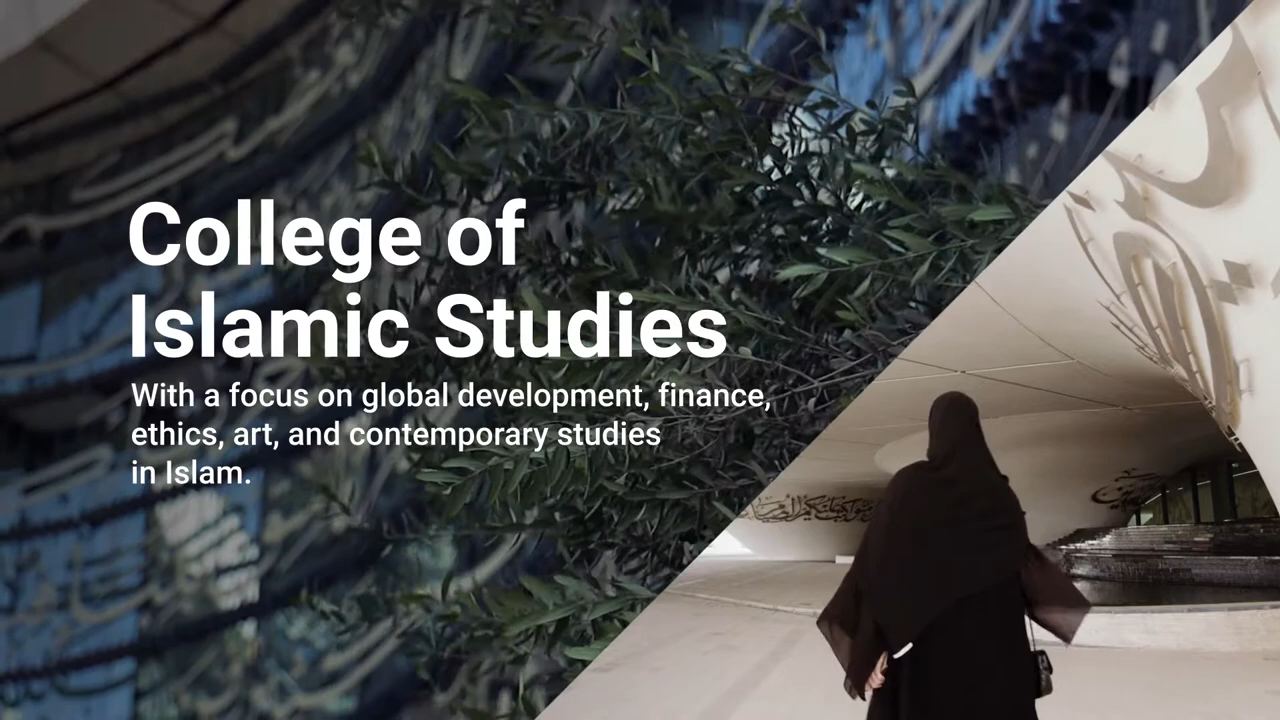 College of
Islamic Studies
With a focus on global development, finance,
ethics, art, and contemporary studies
in Islam.